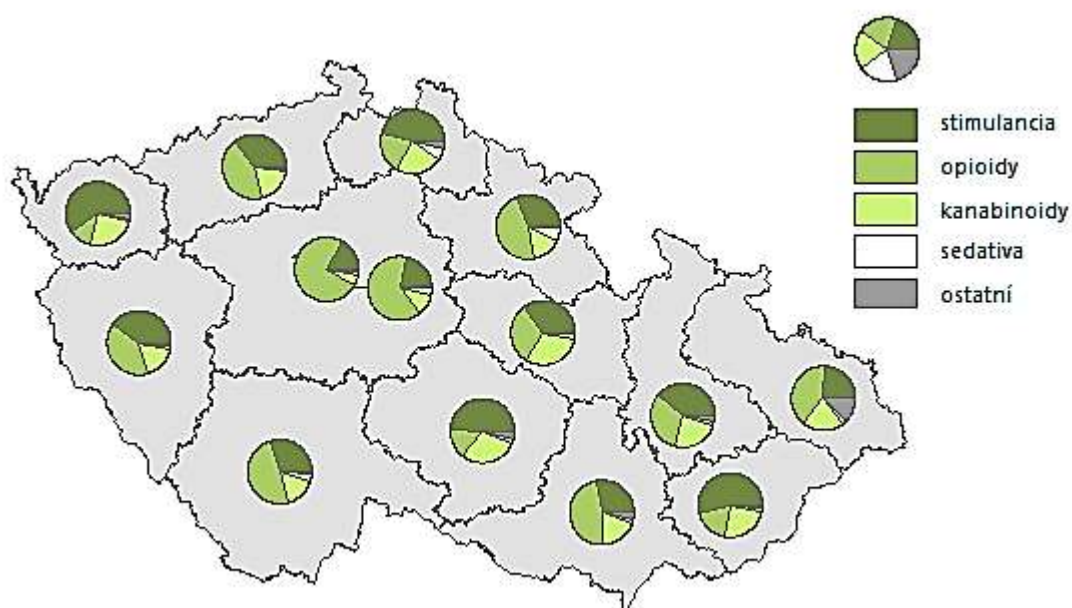 stimulancia
opioidy
kanabinoidy
sedativa
ostatní